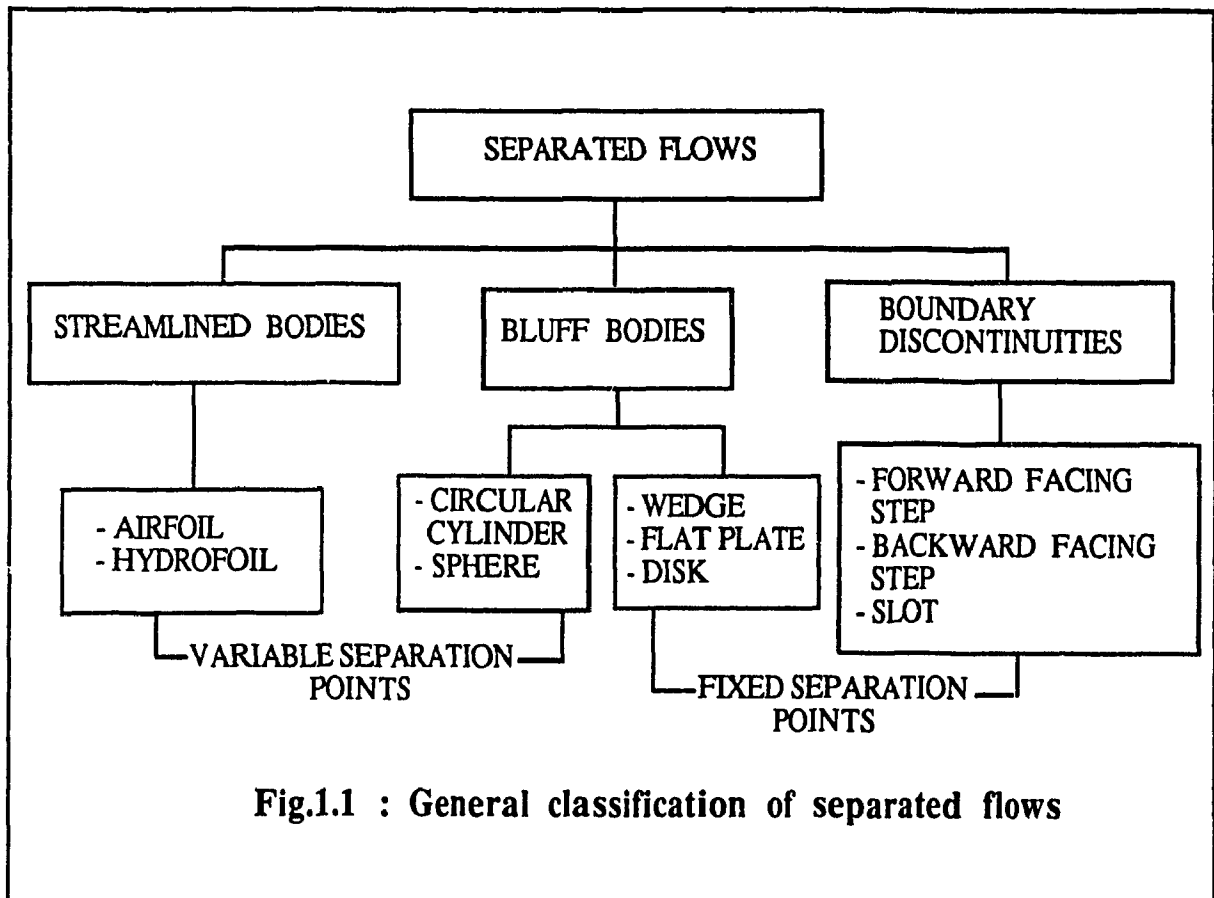 SEPARATED FLOWS
STREAMLINED BODIES
BLUFF BODIES
BOUNDARY
DISCONTINUITIES
- AIRFOIL
- HYDROFOIL
- CIRCULAR
CYLINDER
- SPHERE
- WEDGE
- FLAT PLATE
- DISK
- FORWARD FACING
STEP
- BACKWARD FACING
STEP
- SLOT
VARIABLE SEPARATION
POINTS
FIXED SEPARATION
POINTS
Fig.1.1 : General classification of separated flows